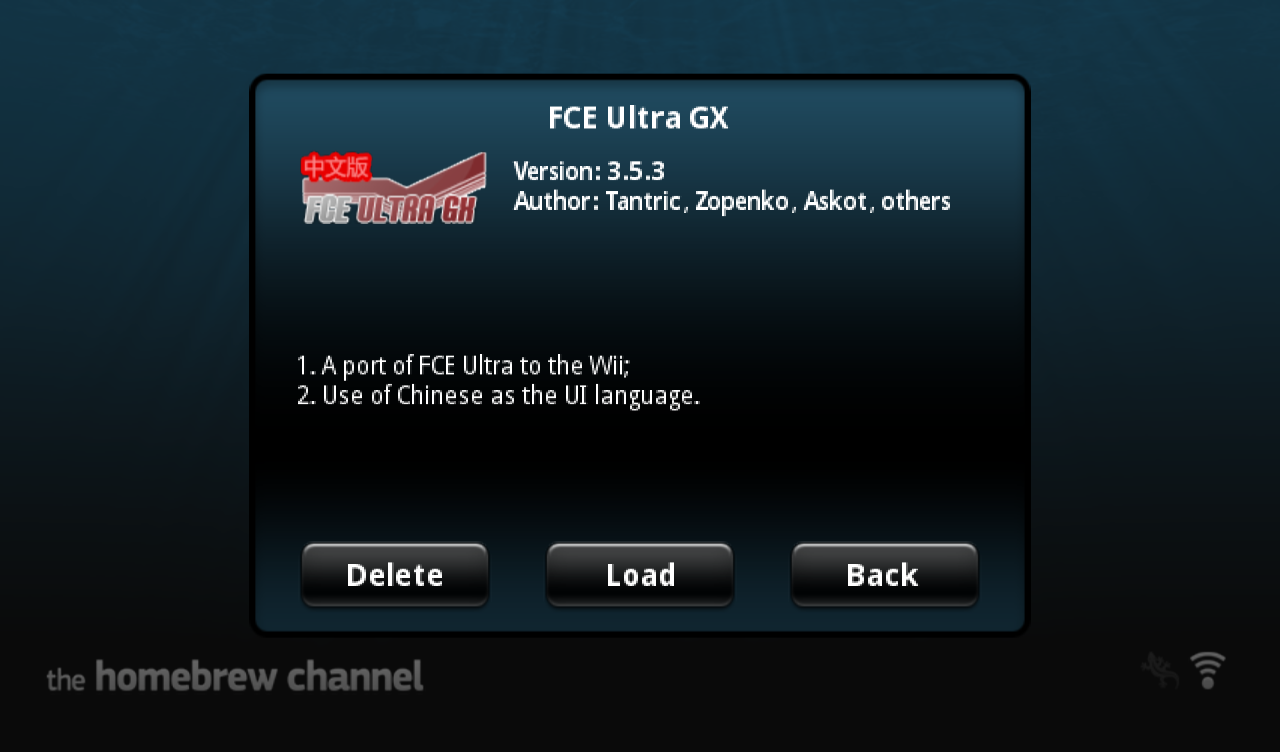 FCE Ultra GX
中文版
FCE ULTRA GX
Version: 3.5.3
Author: Tantric, Zopenko, Askot, others
1. A port of FCE Ultra to the Wii;
2. Use of Chinese as the UI language.
Delete
Load
Back
the homebrew channel